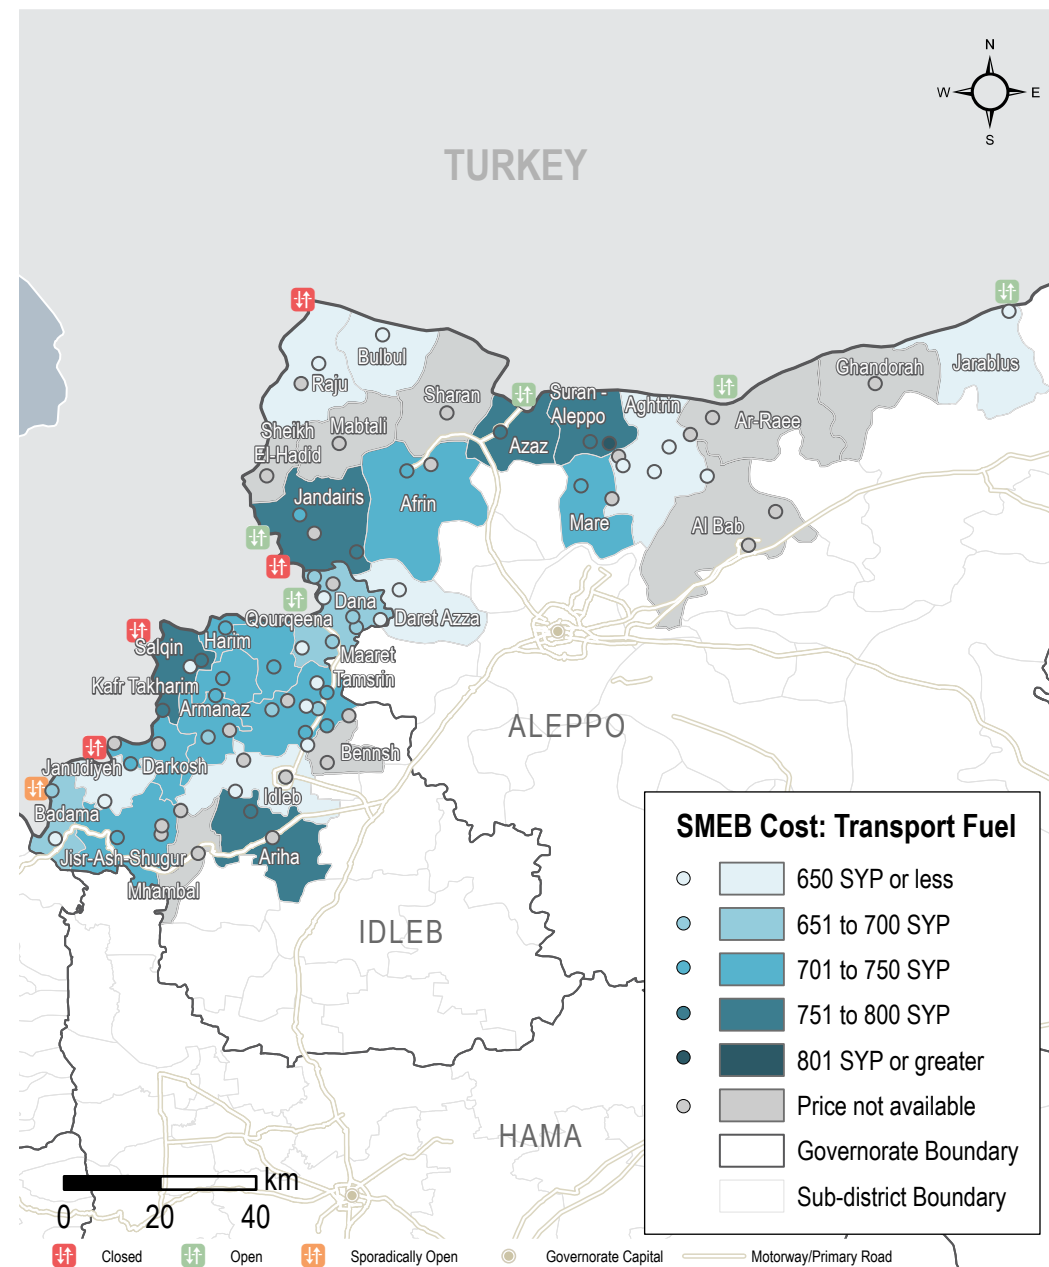 N
W
E
S
TURKEY
Bulbul
Raju
Sharan
Mabtali
Sheikh
El-Hadid
Suran -
Aleppo
Azaz
Aghtrin
Ar-Raee
Ghandorah
Jarablus
Jandairis
Afrin
Mare
Al Bab
Dana
Daret Azza
Qourqeena
Harim
Salqin
Maaret
Tamsrin
Kafr Takharim
Armanaz
ALEPPO
Bennsh
Janudiyeh
Darkosh
Idleb
Badama
Jisr-Ash-Shugur
Ariha
Mhambal
IDLEB
HAMA
SMEB Cost: Transport Fuel
650 SYP or less
651 to 700 SYP
701 to 750 SYP
751 to 800 SYP
801 SYP or greater
Price not available
Governorate Boundary
Sub-district Boundary
km
0 20 40
Closed Open Sporadically Open Governorate Capital Motorway/Primary Road